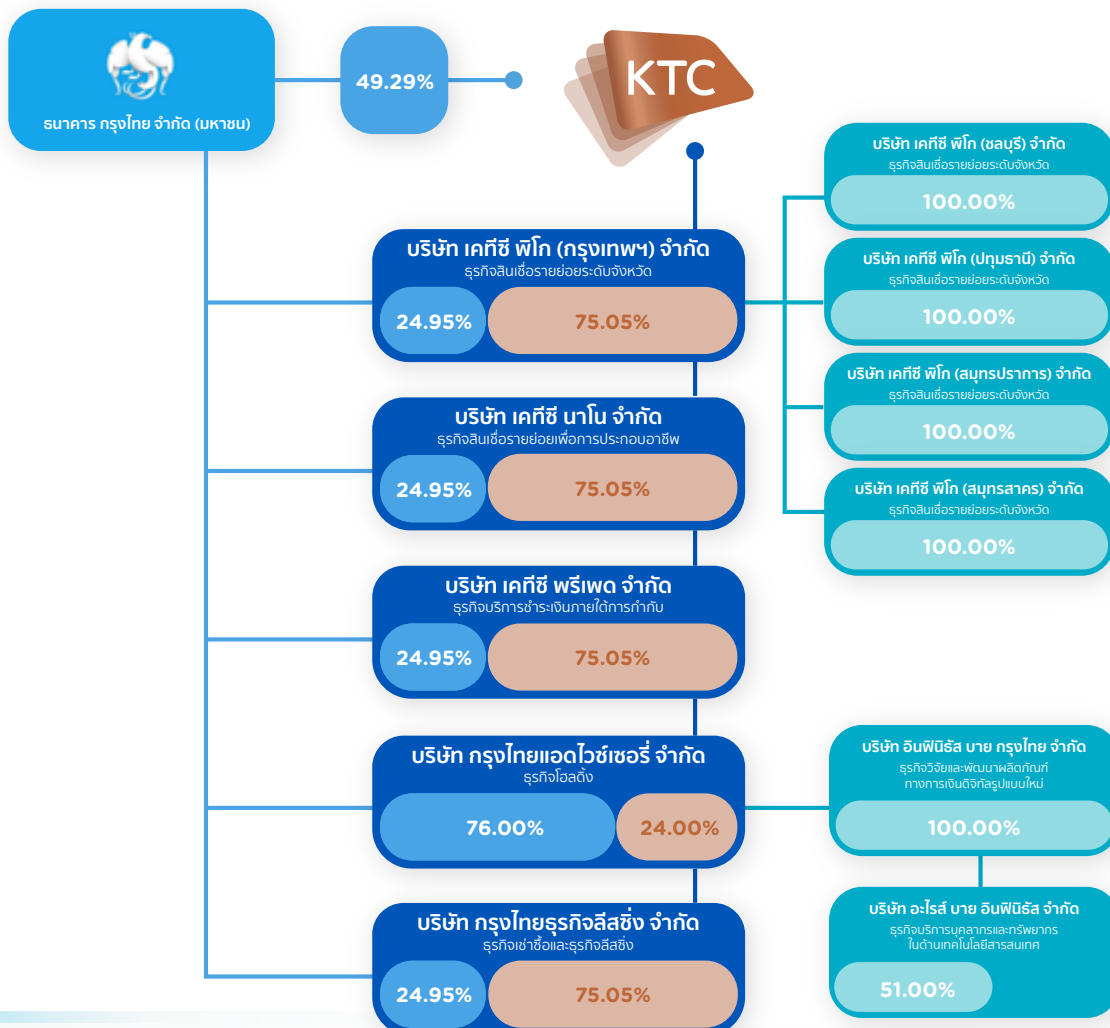 ธนาคาร กรุงไทย จำกัด (มหาชน)
49.29%
KTC
บริษัท เคทีซี พิโก (กรุงเทพฯ) จำกัด
ธุรกิจสินเชื่อรายย่อยระดับจังหวัด
24.95%
75.05%
บริษัท เคทีซี พิโก (ชลบุรี) จำกัด
ธุรกิจสินเชื่อรายย่อยระดับจังหวัด
100.00%
บริษัท เคทีซี พิโก (ปทุมธานี) จำกัด
ธุรกิจสินเชื่อรายย่อยระดับจังหวัด
100.00%
บริษัท เคทีซี พิโก (สมุทรปราการ) จำกัด
ธุรกิจสินเชื่อรายย่อยระดับจังหวัด
100.00%
บริษัท เคทีซี พิโก (สมุทรสาคร) จำกัด
ธุรกิจสินเชื่อรายย่อยระดับจังหวัด
100.00%
บริษัท เคทีซี นาโน จำกัด
ธุรกิจสินเชื่อรายย่อยเพื่อการประกอบอาชีพ
24.95%
75.05%
บริษัท เคทีซี พรีเพด จำกัด
ธุรกิจบริการชำระเงินภายใต้การกำกับ
24.95%
75.05%
บริษัท กรุงไทยแอดไวซ์เซอรี่ จำกัด
ธุรกิจโฮลดิ้ง
76.00%
24.00%
บริษัท อินฟินิธัส บาย กรุงไทย จำกัด
ธุรกิจวิจัยและพัฒนาผลิตภัณฑ์
ทางการเงินดิจิทัลรูปแบบใหม่
100.00%
บริษัท อะไรส์ บาย อินฟินิธัส จำกัด
ธุรกิจบริการบุคลากรและทรัพยากร
ในด้านเทคโนโลยีสารสนเทศ
51.00%
บริษัท กรุงไทยธุรกิจลีสซิ่ง จำกัด
ธุรกิจเช่าซื้อและธุรกิจลีสซิ่ง
24.95%
75.05%